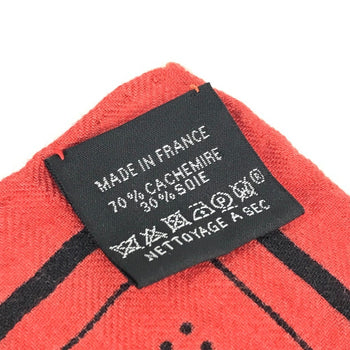 MADE IN FRANCE
70% CACHEMIRE
30% SOIE
NETTOYAGE A SEC